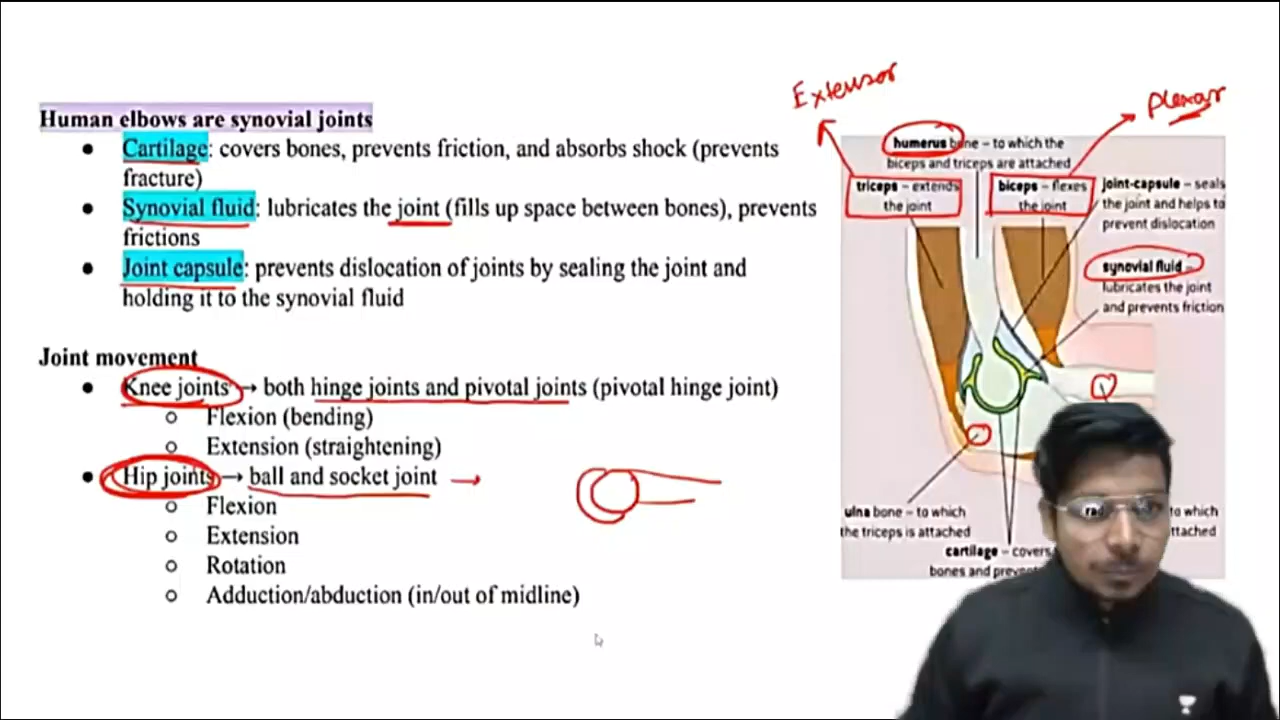 Human elbows are synovial joints
Cartilage: covers bones, prevents friction, and absorbs shock (prevents
fracture)
Synovial fluid: lubricates the joint (fills up space between bones), prevents
frictions
Joint capsule: prevents dislocation of joints by sealing the joint and
holding it to the synovial fluid
Joint movement
Knee joints → both hinge joints and pivotal joints (pivotal hinge joint)
Flexion (bending)
Extension (straightening)
Hip joints → ball and socket joint →
Flexion
Extension
Rotation
Adduction/abduction (in/out of midline)
Extensor
humerus bone – to which the
biceps and triceps are attached
triceps – extends
the joint
biceps – flexes
the joint
joint-capsule – seals
the joint and helps to
prevent dislocation
synovial fluid –
lubricates the joint
and prevents friction
ulna bone – to which
the triceps is attached
rad
to which
ttached
cartilage – covers
bones and